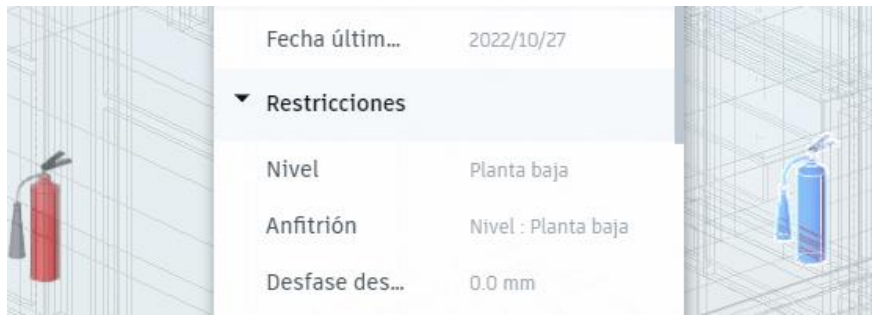 Fecha últim... 2022/10/27
Restricciones
Nivel Planta baja
Anfitrión Nivel : Planta baja
Desfase des... 0.0 mm